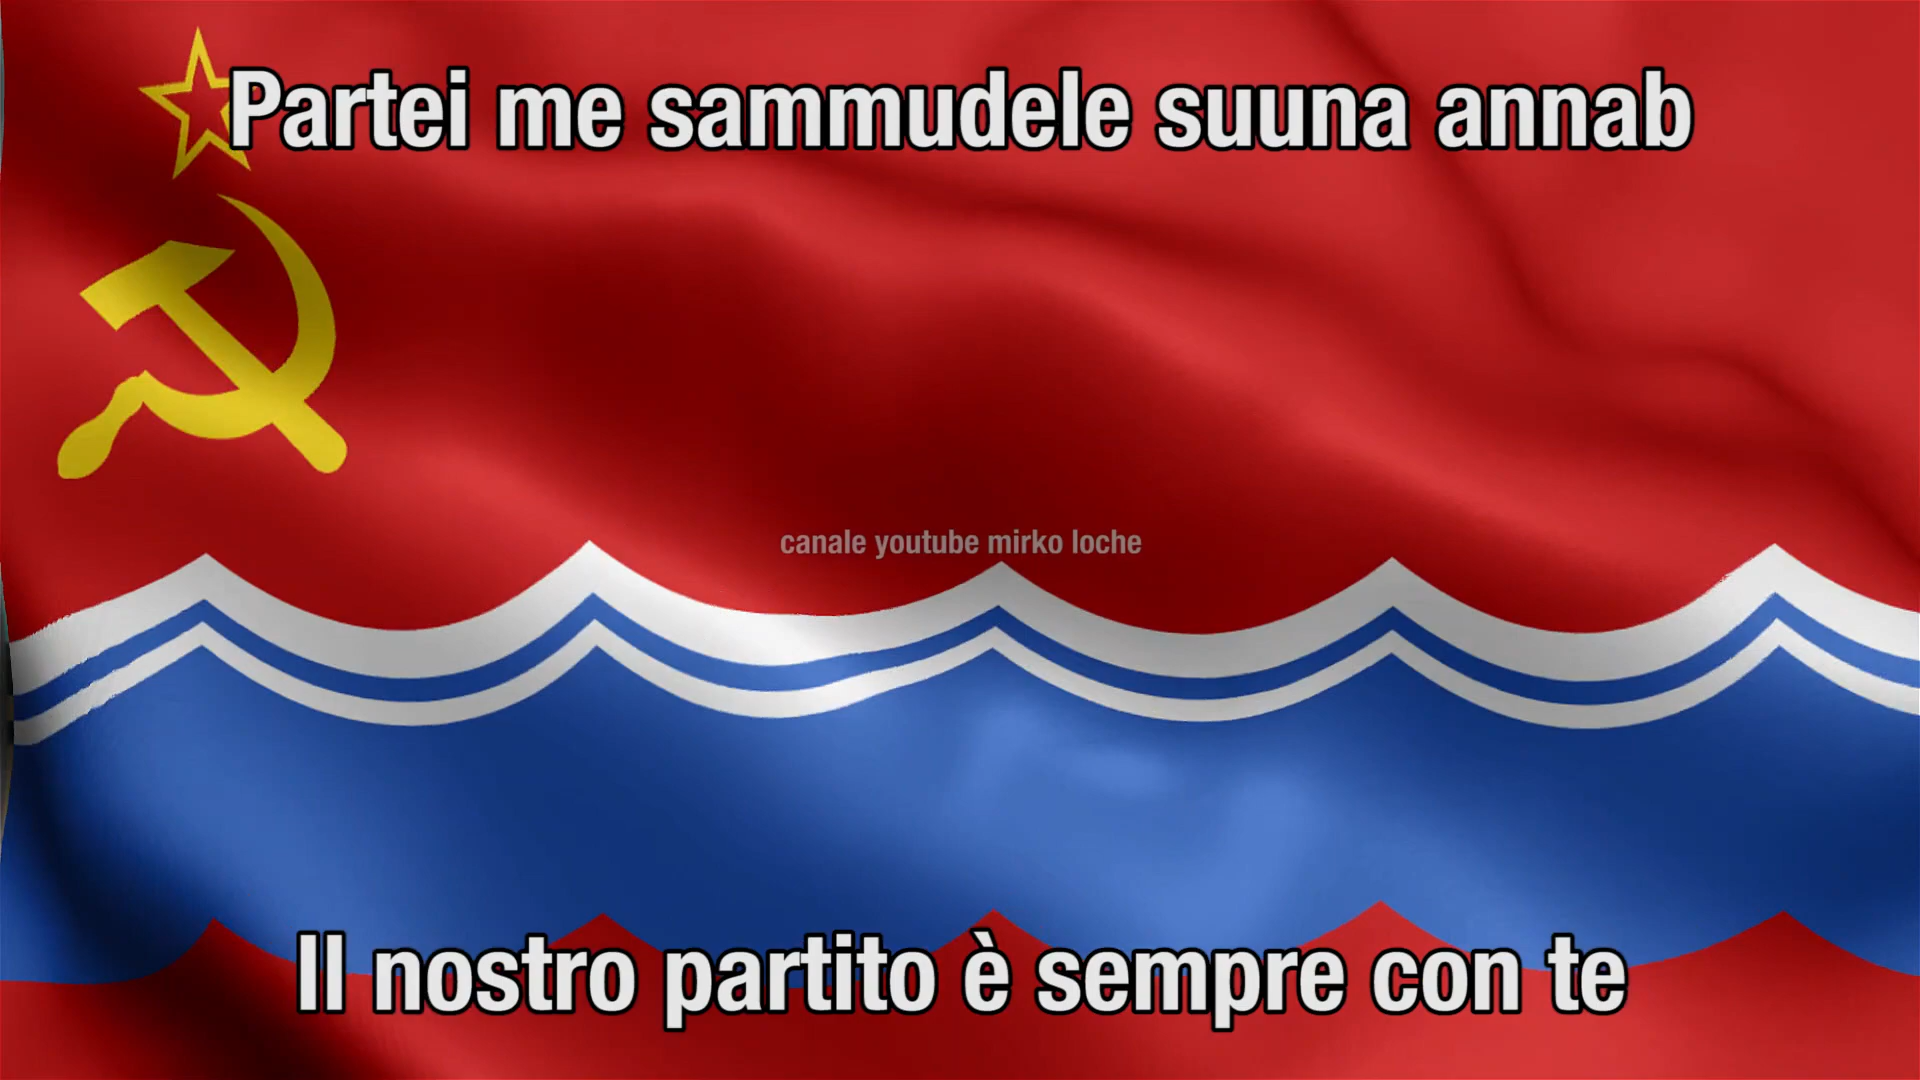 Partei me sammudele suuna annab
canale youtube mirko loche
Il nostro partito è sempre con te